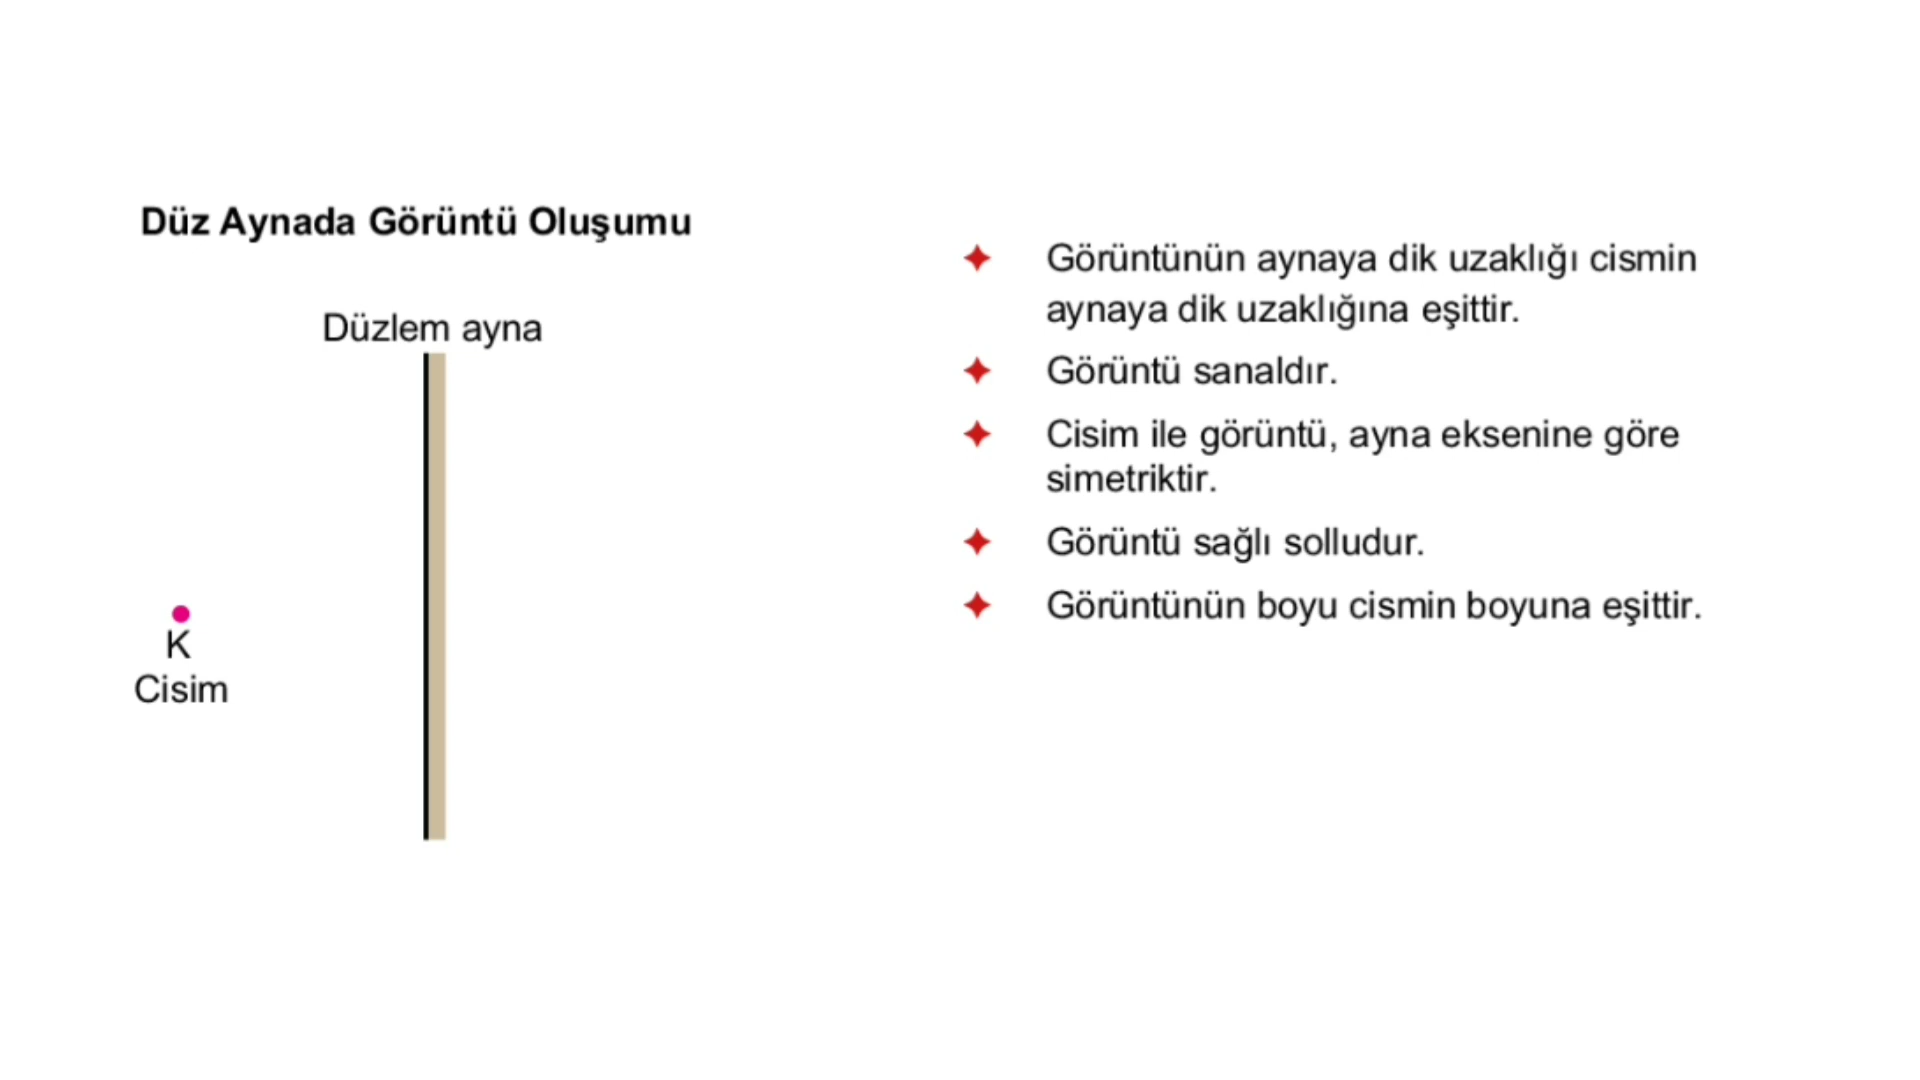 Düz Aynada Görüntü Oluşumu
Düzlem ayna
K
Cisim
Görüntünün aynaya dik uzaklığı cismin
aynaya dik uzaklığına eşittir.
Görüntü sanaldır.
Cisim ile görüntü, ayna eksenine göre
simetriktir.
Görüntü sağlı solludur.
Görüntünün boyu cismin boyuna eşittir.